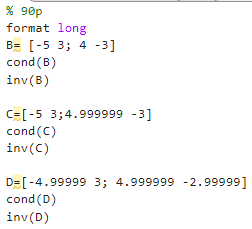 % 90p
format long
B= [-5 3; 4 -3]
cond(B)
inv(B)
C=[-5 3;4.999999 -3]
cond(C)
inv(C)
D=[-4.99999 3; 4.999999 -2.99999]
cond(D)
inv(D)